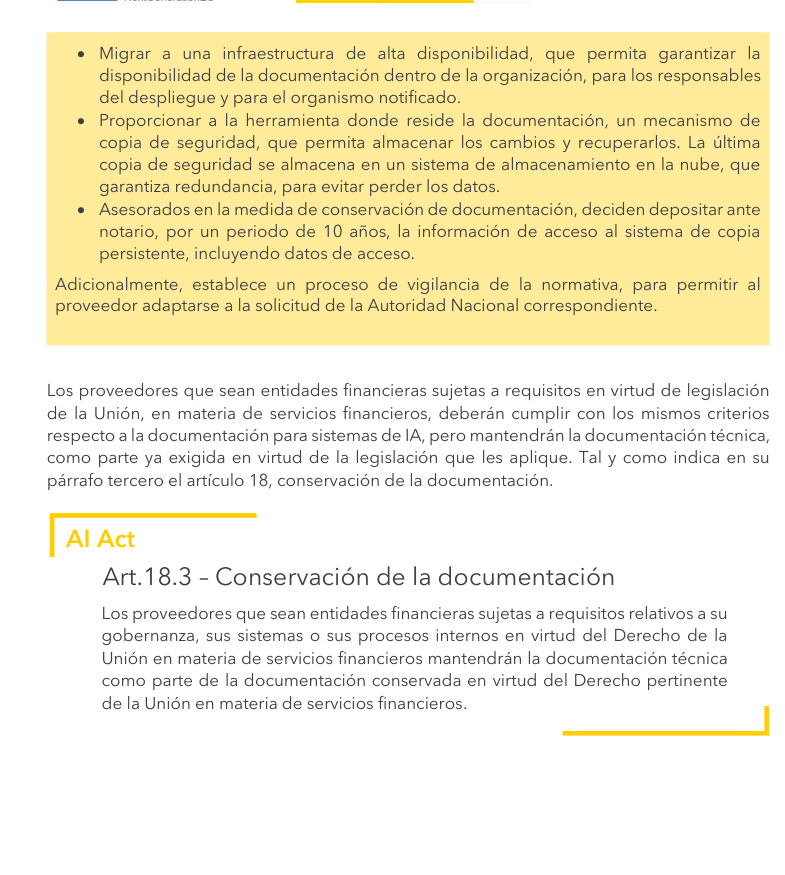 • Migrar a una infraestructura de alta disponibilidad, que permita garantizar la
disponibilidad de la documentación dentro de la organización, para los responsables
del despliegue y para el organismo notificado.
• Proporcionar a la herramienta donde reside la documentación, un mecanismo de
copia de seguridad, que permita almacenar los cambios y recuperarlos. La última
copia de seguridad se almacena en un sistema de almacenamiento en la nube, que
garantiza redundancia, para evitar perder los datos.
• Asesorados en la medida de conservación de documentación, deciden depositar ante
notario, por un periodo de 10 años, la información de acceso al sistema de copia
persistente, incluyendo datos de acceso.
Adicionalmente, establece un proceso de vigilancia de la normativa, para permitir al
proveedor adaptarse a la solicitud de la Autoridad Nacional correspondiente.
Los proveedores que sean entidades financieras sujetas a requisitos en virtud de legislación
de la Unión, en materia de servicios financieros, deberán cumplir con los mismos criterios
respecto a la documentación para sistemas de IA, pero mantendrán la documentación técnica,
como parte ya exigida en virtud de la legislación que les aplique. Tal y como indica en su
párrafo tercero el artículo 18, conservación de la documentación.
AI Act
Art.18.3 – Conservación de la documentación
Los proveedores que sean entidades financieras sujetas a requisitos relativos a su
gobernanza, sus sistemas o sus procesos internos en virtud del Derecho de la
Unión en materia de servicios financieros mantendrán la documentación técnica
como parte de la documentación conservada en virtud del Derecho pertinente
de la Unión en materia de servicios financieros.